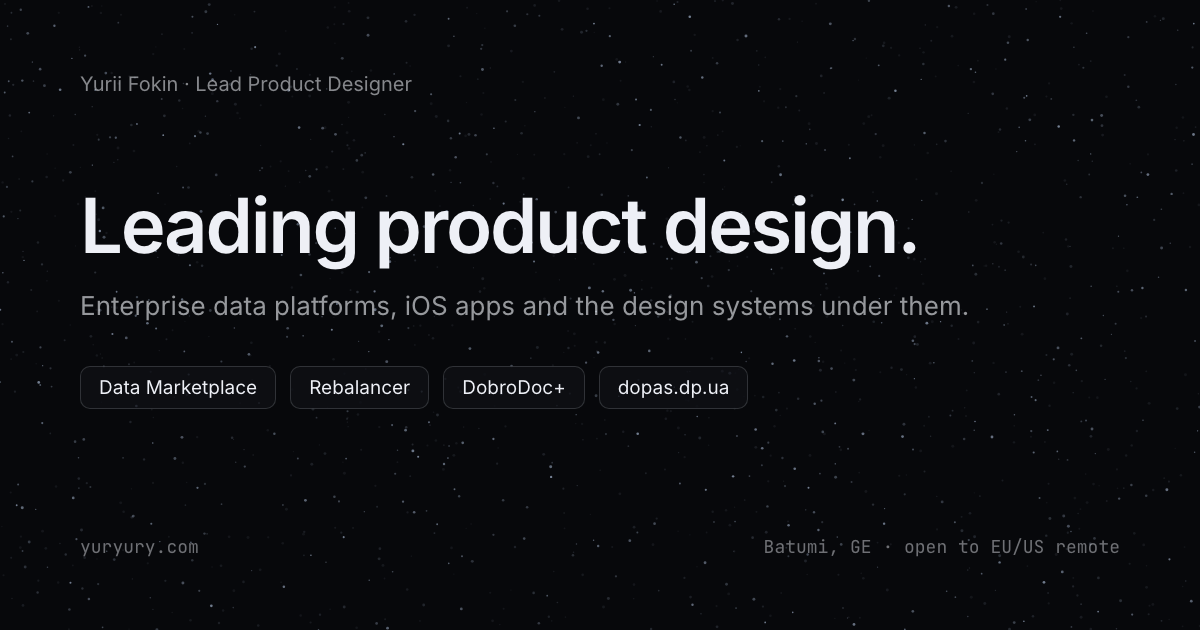 Yurii Fokin · Lead Product Designer
Leading product design.
Enterprise data platforms, iOS apps and the design systems under them.
Data Marketplace Rebalancer DobroDoc+ dopas.dp.ua
yuryury.com Batumi, GE · open to EU/US remote